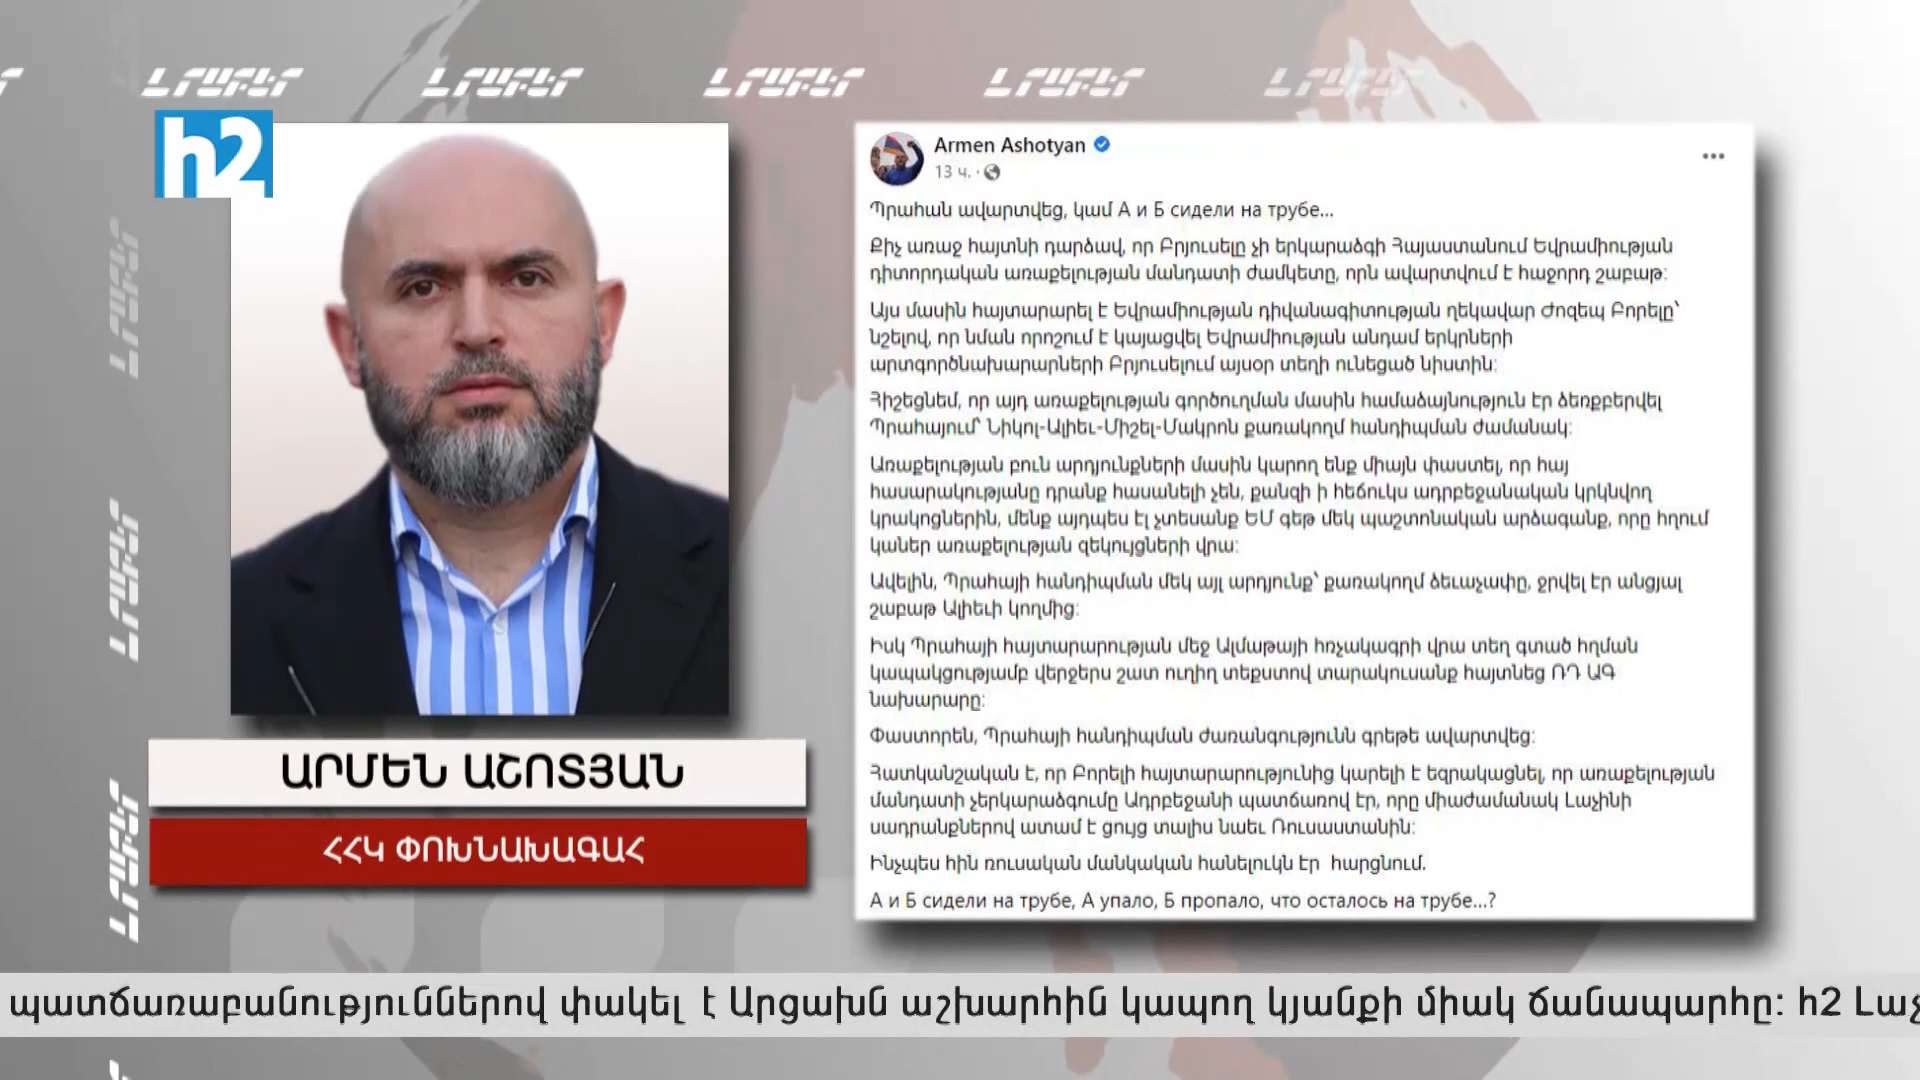 ԼՐԱԲԵՐ ԼՐԱԲԵՐ ԼՐԱԲԵՐ ԼՐԱԲԵՐ ԼՐԱԲԵՐ
h2
Armen Ashotyan
13 ч.
Պրահան ավարտվեց, կամ А и Б сидели на трубе...
Քիչ առաջ հայտնի դարձավ, որ Բրյուսելը չի երկարաձգի Հայաստանում Եվրամիության
դիտորդական առաքելության մանդատի ժամկետը, որն ավարտվում է հաջորդ շաբաթ:
Այս մասին հայտարարել է Եվրամիության դիվանագիտության ղեկավար Ժոզեպ Բորելը՝
նշելով, որ նման որոշում է կայացվել Եվրամիության անդամ երկրների
արտգործնախարարների Բրյուսելում այսօր տեղի ունեցած նիստին:
Հիշեցնեմ, որ այդ առաքելության գործուղման մասին համաձայնություն էր ձեռքբերվել
Պրահայում՝ Նիկոլ-Ալիեւ-Միշել-Մակրոն քառակողմ հանդիպման ժամանակ:
Առաքելության բուն արդյունքների մասին կարող ենք միայն փաստել, որ հայ
հասարակությանը դրանք հասանելի չեն, քանզի ի հեճուկս ադրբեջանական կրկնվող
կրակոցներին, մենք այդպես էլ չտեսանք ԵՄ գեթ մեկ պաշտոնական արձագանք, որը հղում
կաներ առաքելության զեկույցների վրա:
Ավելին, Պրահայի հանդիպման մեկ այլ արդյունք՝ քառակողմ ձեւաչափը, ջրվել էր անցյալ
շաբաթ Ալիեւի կողմից:
Իսկ Պրահայի հայտարարության մեջ Ալմաթայի հռչակագրի վրա տեղ գտած հղման
կապակցությամբ վերջերս շատ ուղիղ տեքստով տարակուսանք հայտնեց ՌԴ ԱԳ
նախարարը:
Փաստորեն, Պրահայի հանդիպման ժառանգությունն գրեթե ավարտվեց:
Հատկանշական է, որ Բորելի հայտարարությունից կարելի է եզրակացնել, որ առաքելության
մանդատի չերկարաձգումը Ադրբեջանի պատճառով էր, որը միաժամանակ Լաչինի
սադրանքներով ատամ է ցույց տալիս նաեւ Ռուսաստանին:
Ինչպես հին ռուսական մանկական հանելուկն էր հարցնում.
А и Б сидели на трубе, А упало, Б пропало, что осталось на трубе...?
ԱՐՄԵՆ ԱՇՈՏՅԱՆ
ՀՀԿ ՓՈԽՆԱԽԱԳԱՀ
պատճառաբանություններով փակել է Արցախն աշխարհին կապող կյանքի միակ ճանապարհը: h2 Լաչ
ԼՐԱԲԵՐ
ԼՐԱԲԵՐ
ԼՐԱԲԵՐ